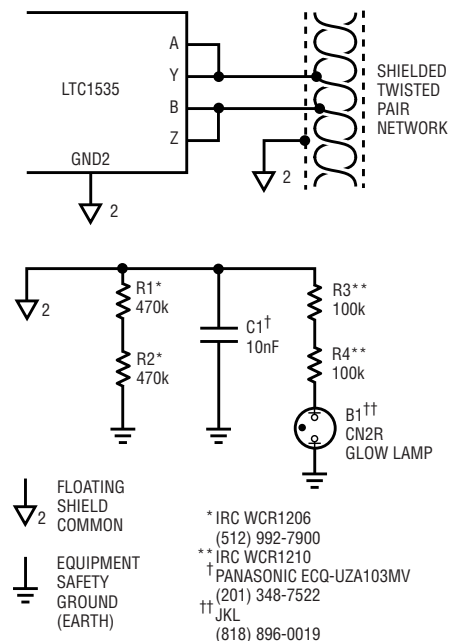 A
Y
LTC1535
B
Z
GND2
2
2
SHIELDED
TWISTED
PAIR
NETWORK
2
R1*
470k
R2*
470k
C1†
10nF
R3**
100k
R4**
100k
B1††
CN2R
GLOW LAMP
2
FLOATING
SHIELD
COMMON
EQUIPMENT
SAFETY
GROUND
(EARTH)
*IRC WCR1206
(512) 992-7900
**IRC WCR1210
†PANASONIC ECQ-UZA103MV
(201) 348-7522
††JKL
(818) 896-0019